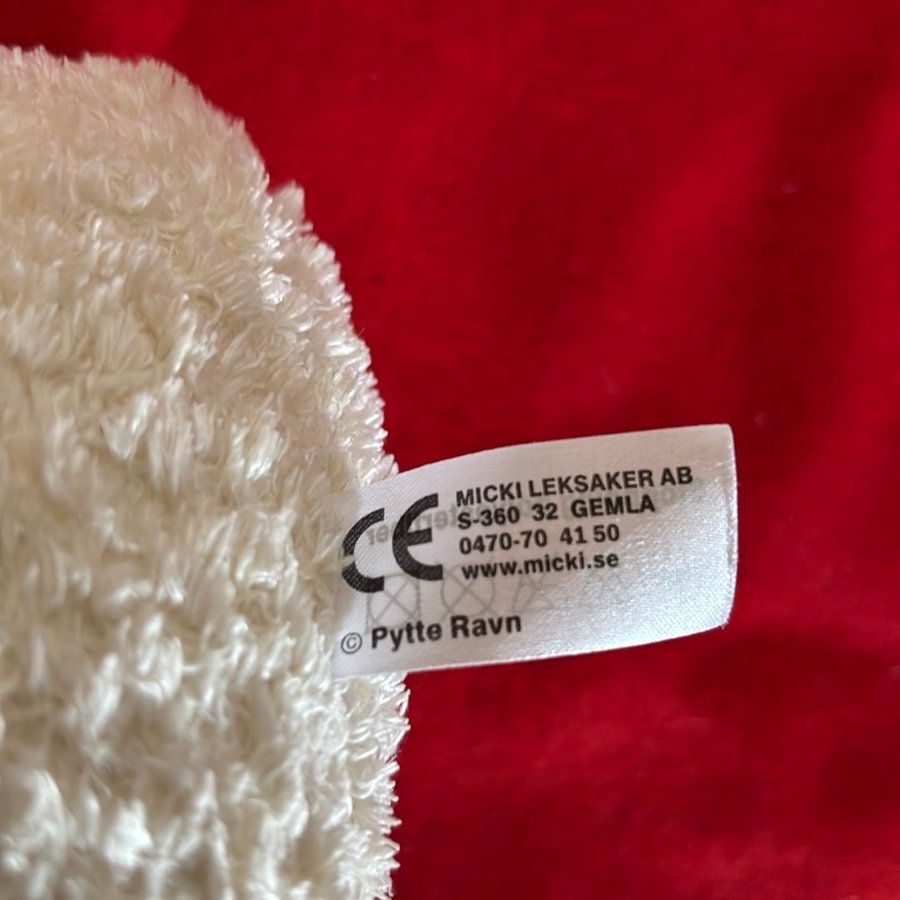 CE
MICKI LEKSAKER AB
S-360 32 GEMLA
0470-70 41 50
www.micki.se
© Pytte Ravn